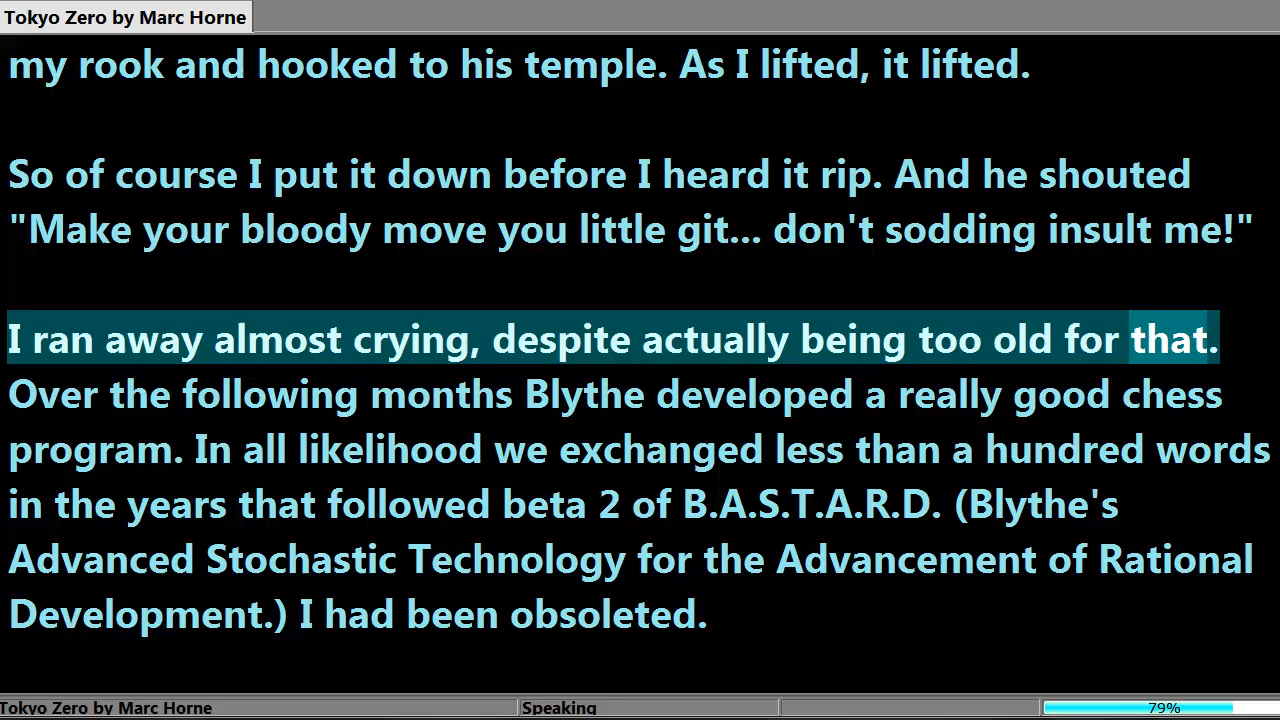 Tokyo Zero by Marc Horne
my rook and hooked to his temple. As I lifted, it lifted.
So of course I put it down before I heard it rip. And he shouted
"Make your bloody move you little git... don't sodding insult me!"
I ran away almost crying, despite actually being too old for that.
Over the following months Blythe developed a really good chess
program. In all likelihood we exchanged less than a hundred words
in the years that followed beta 2 of B.A.S.T.A.R.D. (Blythe's
Advanced Stochastic Technology for the Advancement of Rational
Development.) I had been obsoleted.
Tokyo Zero by Marc Horne Speaking 79%